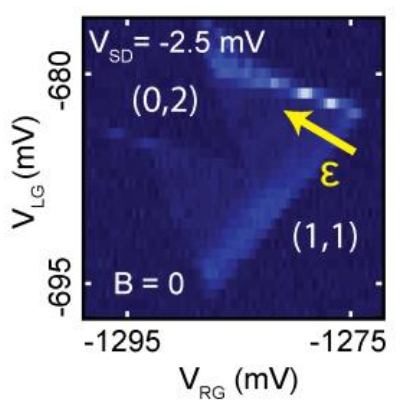 V_SD = -2.5 mV
-680
(0,2)
ε
(1,1)
V_LG (mV)
-695
B = 0
-1295
-1275
V_RG (mV)